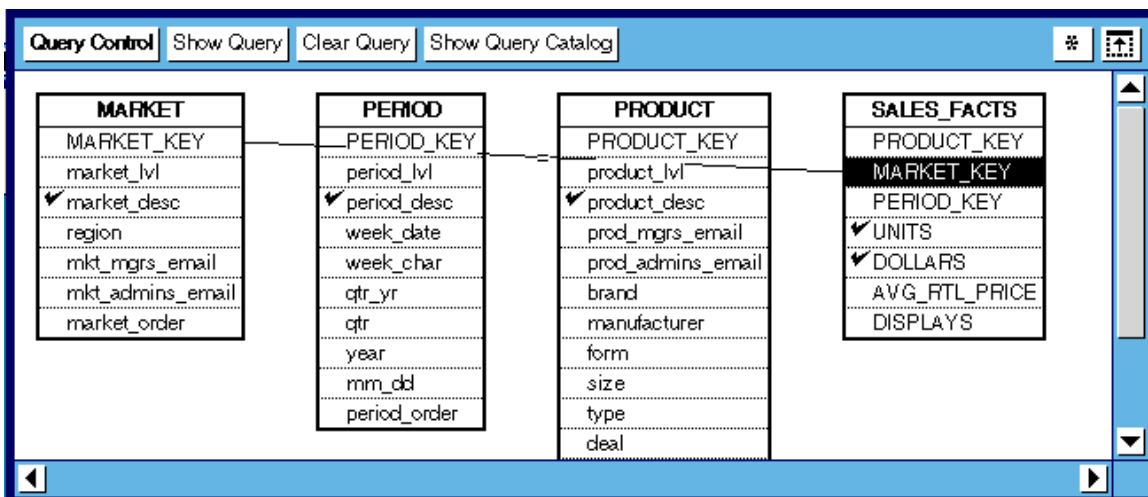 Query Control Show Query Clear Query Show Query Catalog *
MARKET
MARKET_KEY
market_lvl
market_desc
region
mkt_mgrs_email
mkt_admins_email
market_order
PERIOD
PERIOD_KEY
period_lvl
period_desc
week_date
week_char
qtr_yr
qtr
year
mm_dd
period_order
PRODUCT
PRODUCT_KEY
product_lvl
product_desc
prod_mgrs_email
prod_admins_email
brand
manufacturer
form
size
type
deal
SALES_FACTS
PRODUCT_KEY
MARKET_KEY
PERIOD_KEY
UNITS
DOLLARS
AVG_RTL_PRICE
DISPLAYS